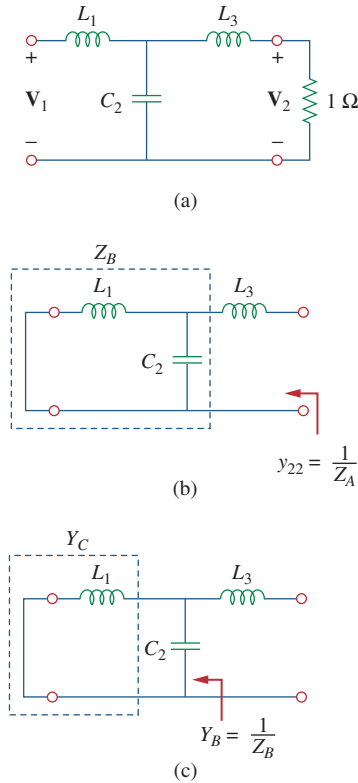 L1 L3
+ +
V1 C2 V2 1 Ω
− −
(a)
ZB
L1 L3
C2
y22 = 1/ZA
(b)
YC
L1 L3
C2
YB = 1/ZB
(c)